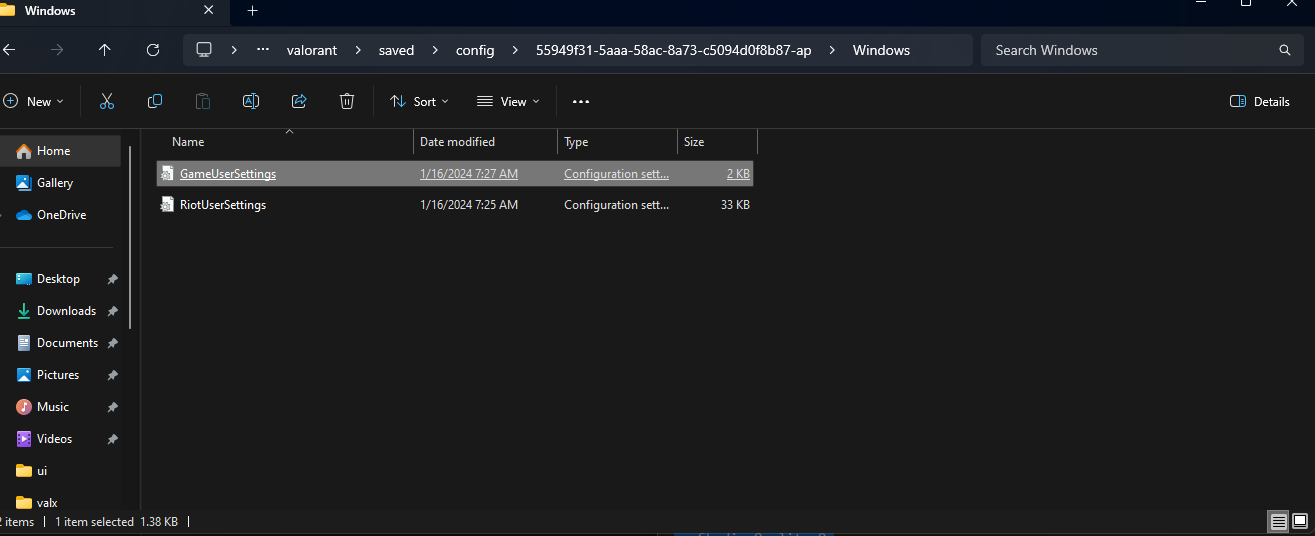 Windows
··· valorant > saved > config > 55949f31-5aaa-58ac-8a73-c5094d0f8b87-ap > Windows
Search Windows
New
Sort
View
···
Details
Name Date modified Type Size
Home
Gallery
OneDrive
Desktop
Downloads
Documents
Pictures
Music
Videos
ui
valx
GameUserSettings 1/16/2024 7:27 AM Configuration sett... 2 KB
RiotUserSettings 1/16/2024 7:25 AM Configuration sett... 33 KB
2 items 1 item selected 1.38 KB